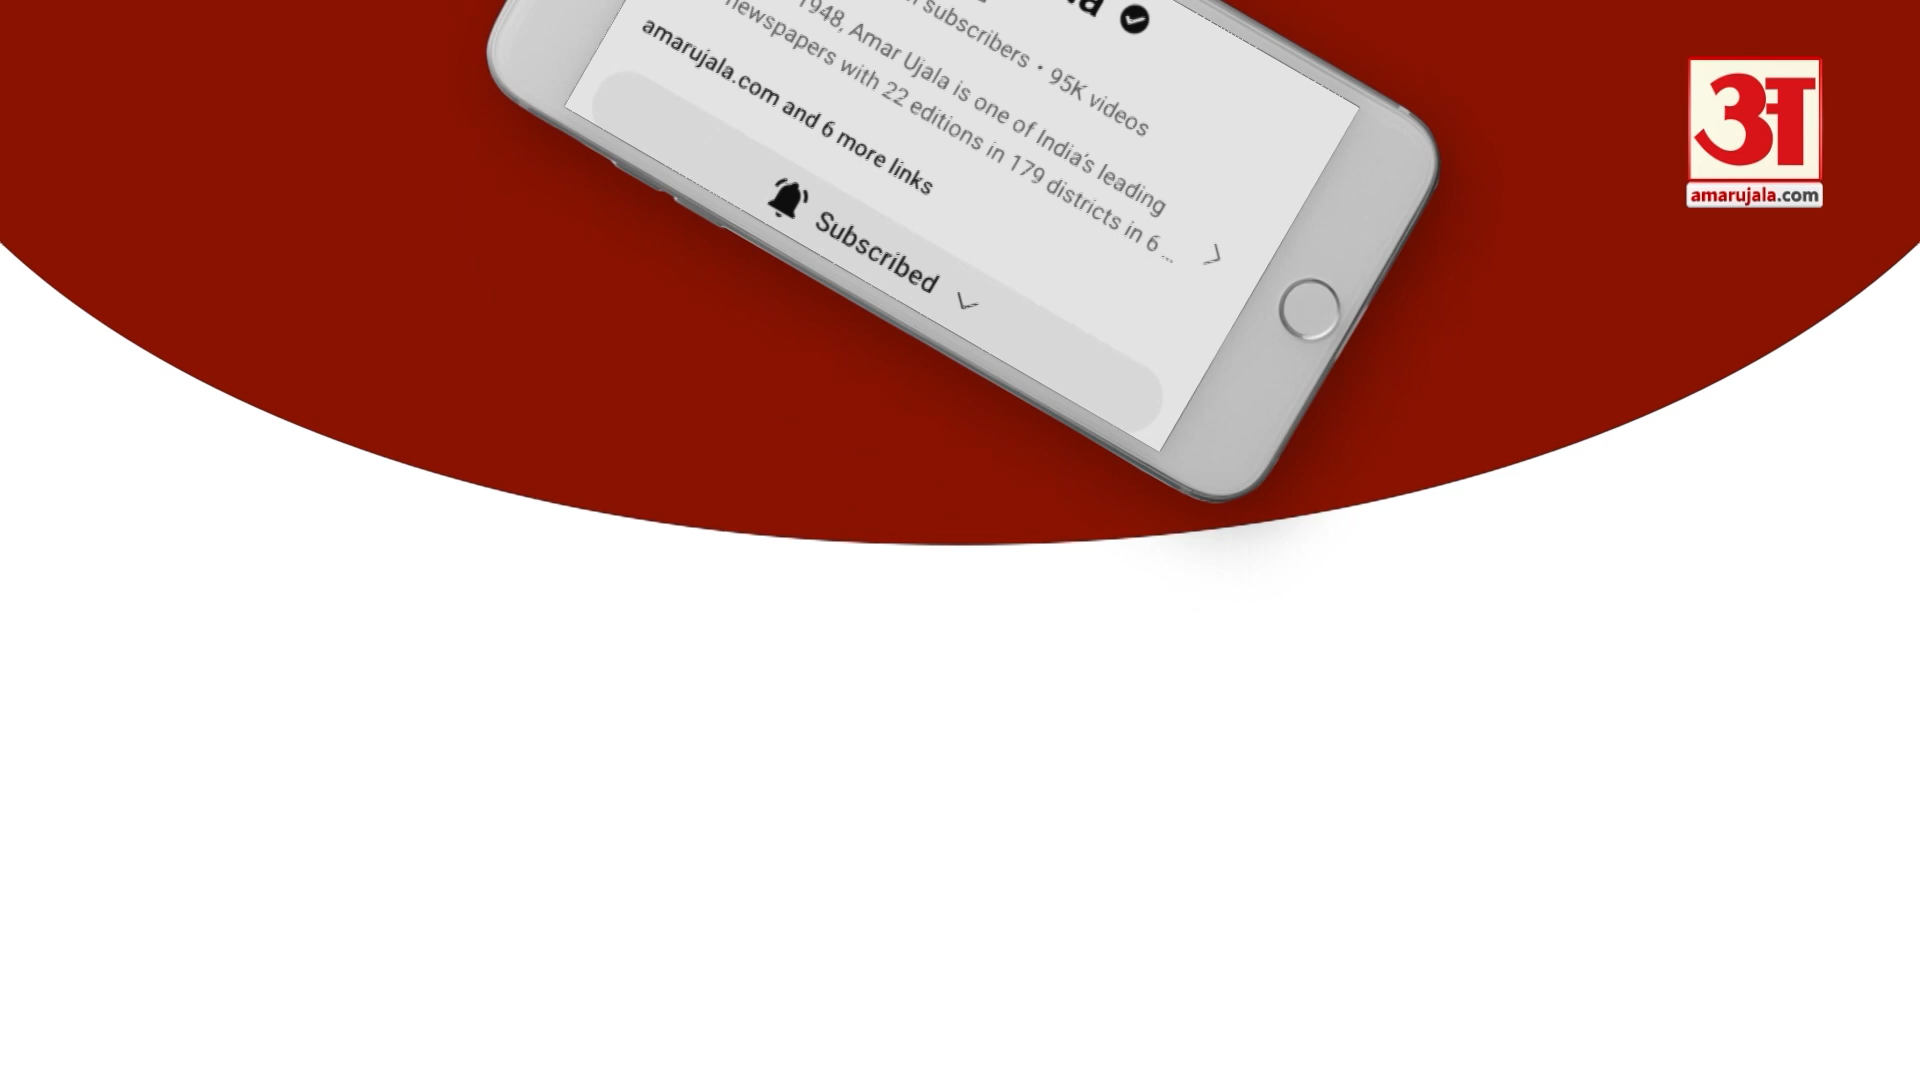 subscribers • 95K videos
1948, Amar Ujala is one of India's leading
newspapers with 22 editions in 179 districts in 6 ...
amarujala.com and 6 more links
Subscribed
अ
amarujala.com